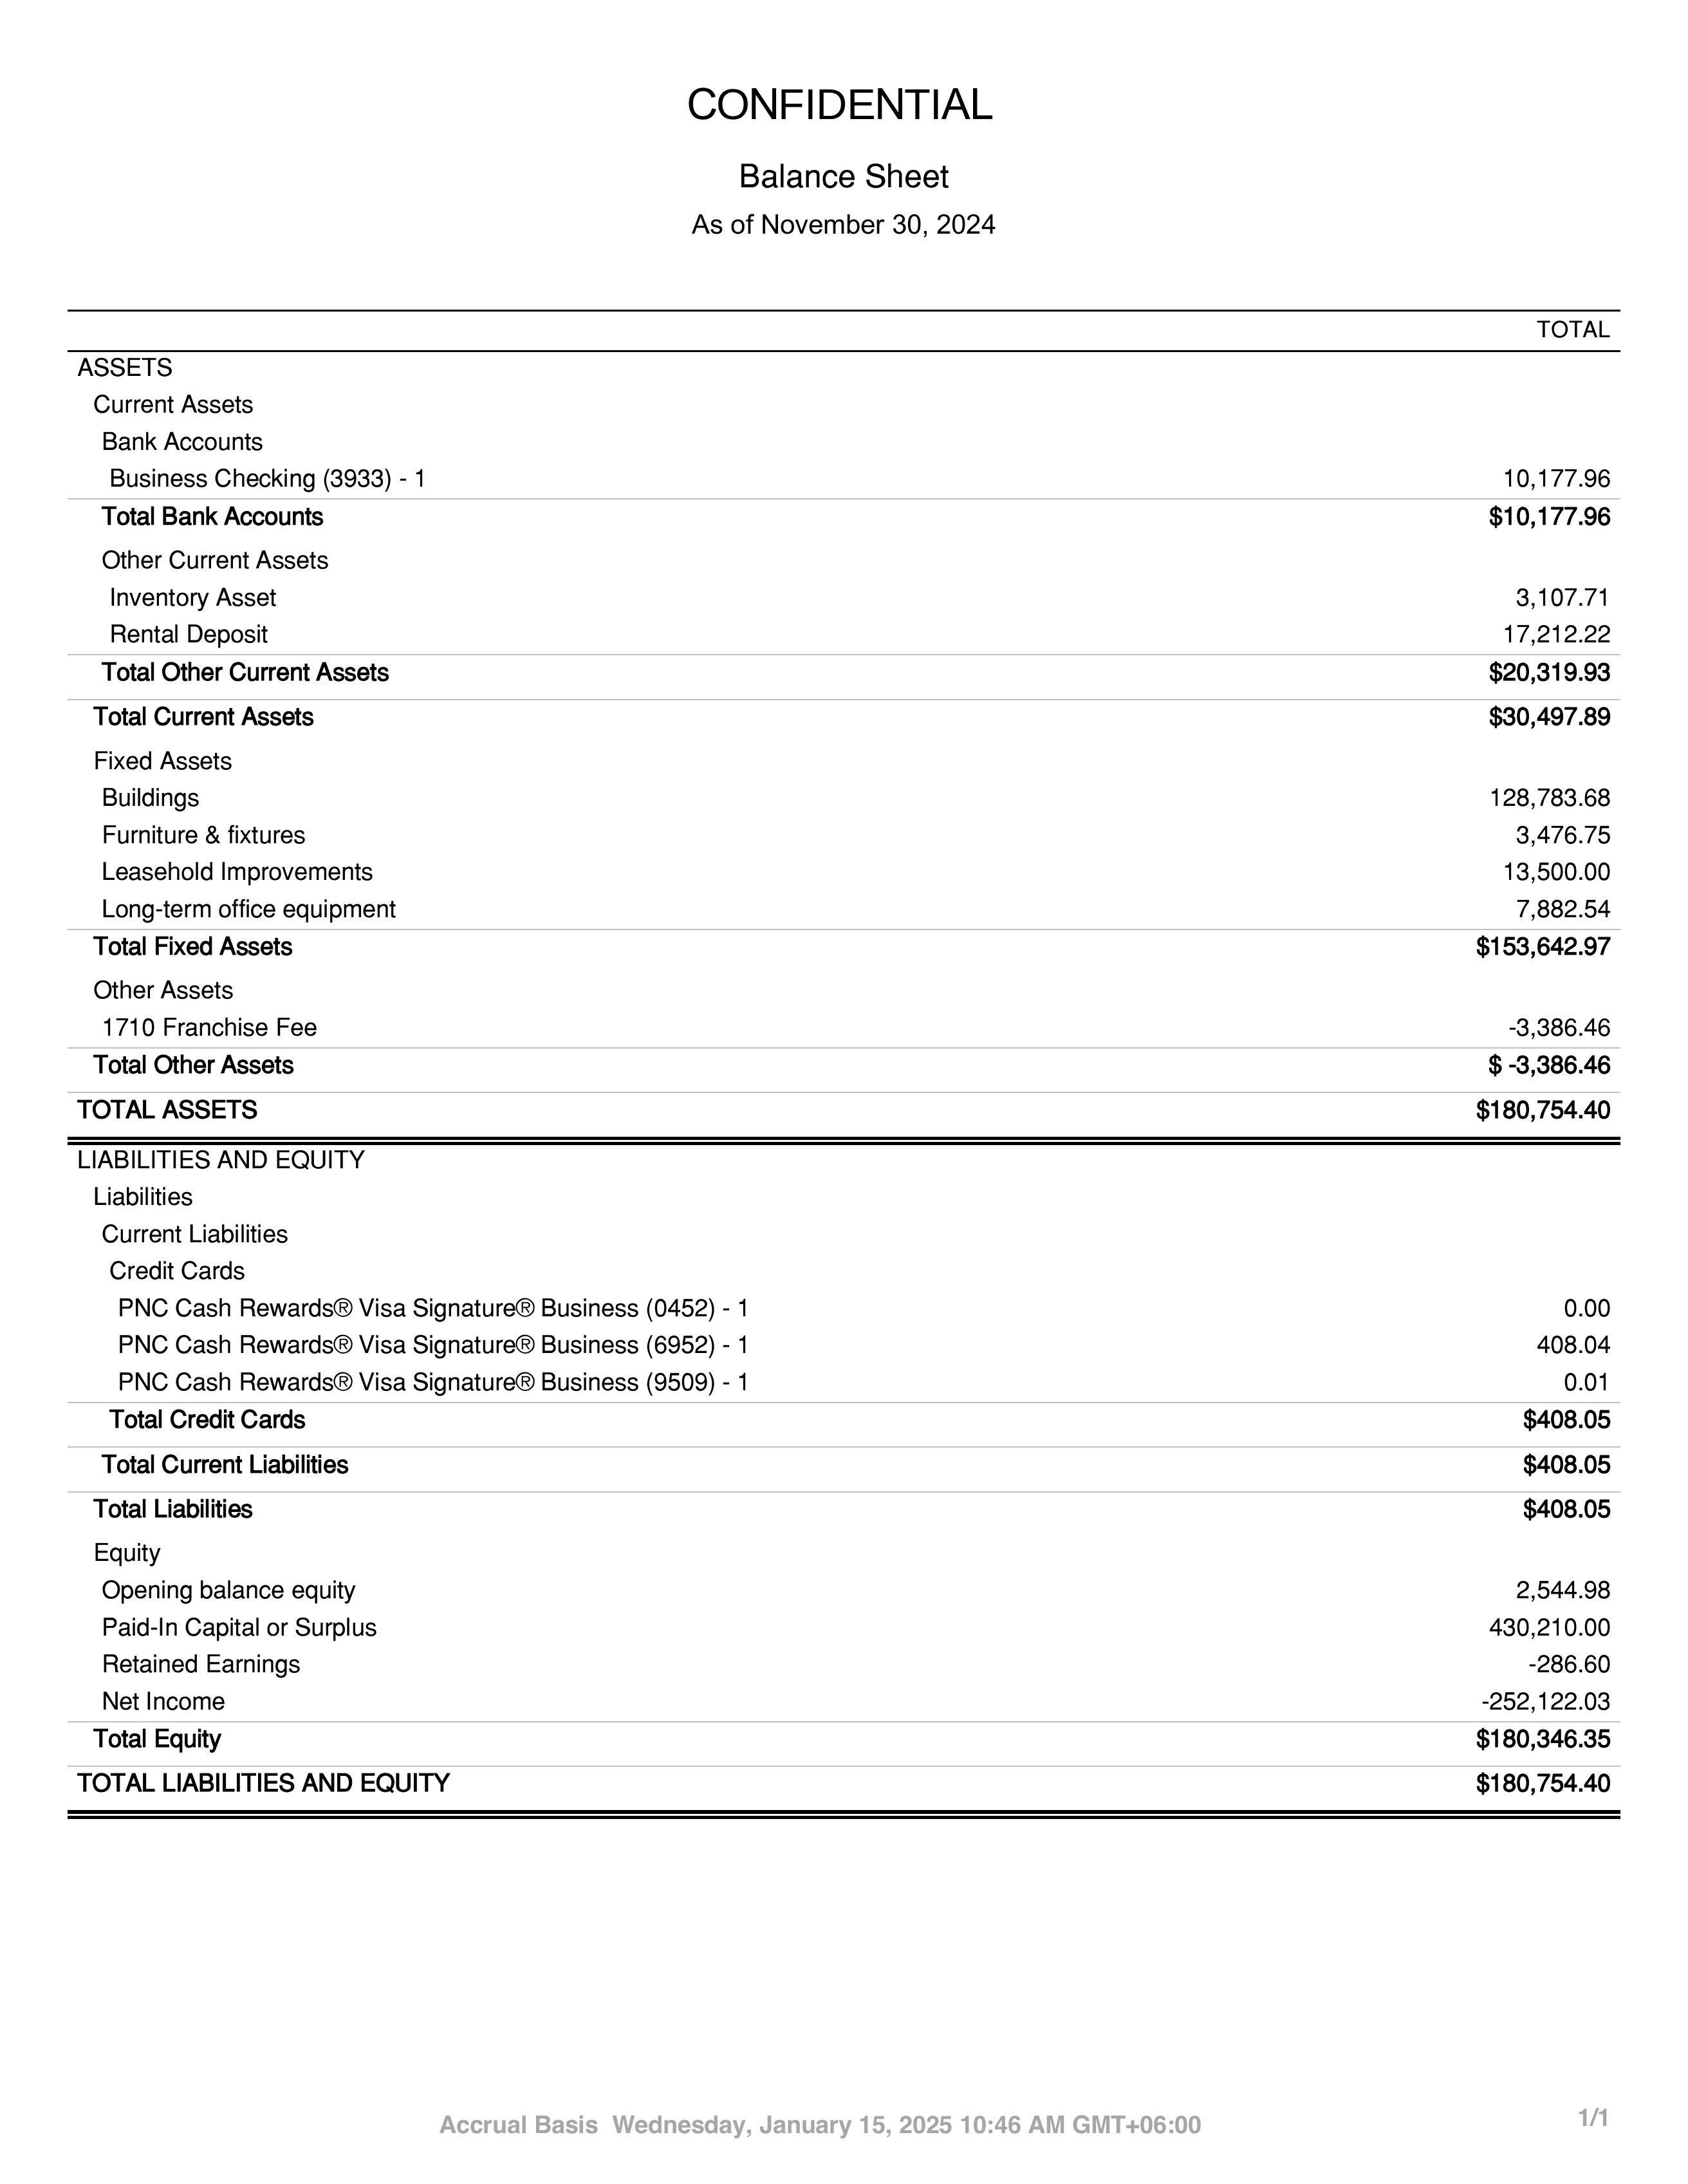 CONFIDENTIAL
Balance Sheet
As of November 30, 2024
TOTAL
ASSETS
Current Assets
Bank Accounts
Business Checking (3933) - 1 10,177.96
Total Bank Accounts $10,177.96
Other Current Assets
Inventory Asset 3,107.71
Rental Deposit 17,212.22
Total Other Current Assets $20,319.93
Total Current Assets $30,497.89
Fixed Assets
Buildings 128,783.68
Furniture & fixtures 3,476.75
Leasehold Improvements 13,500.00
Long-term office equipment 7,882.54
Total Fixed Assets $153,642.97
Other Assets
1710 Franchise Fee -3,386.46
Total Other Assets $ -3,386.46
TOTAL ASSETS $180,754.40
LIABILITIES AND EQUITY
Liabilities
Current Liabilities
Credit Cards
PNC Cash Rewards® Visa Signature® Business (0452) - 1 0.00
PNC Cash Rewards® Visa Signature® Business (6952) - 1 408.04
PNC Cash Rewards® Visa Signature® Business (9509) - 1 0.01
Total Credit Cards $408.05
Total Current Liabilities $408.05
Total Liabilities $408.05
Equity
Opening balance equity 2,544.98
Paid-In Capital or Surplus 430,210.00
Retained Earnings -286.60
Net Income -252,122.03
Total Equity $180,346.35
TOTAL LIABILITIES AND EQUITY $180,754.40
Accrual Basis Wednesday, January 15, 2025 10:46 AM GMT+06:00 1/1